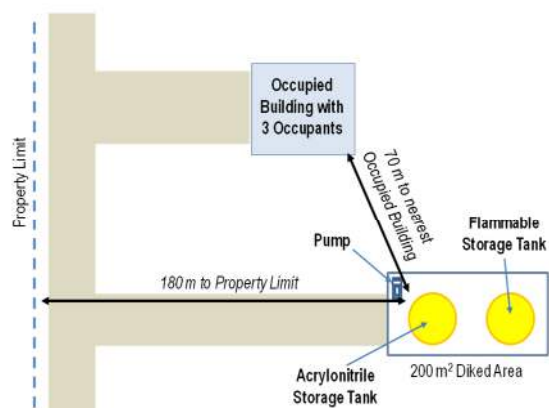 Occupied
Building with
3 Occupants
Property Limit
70 m to nearest
Occupied Building
Flammable
Storage Tank
Pump
180 m to Property Limit
200 m² Diked Area
Acrylonitrile
Storage Tank